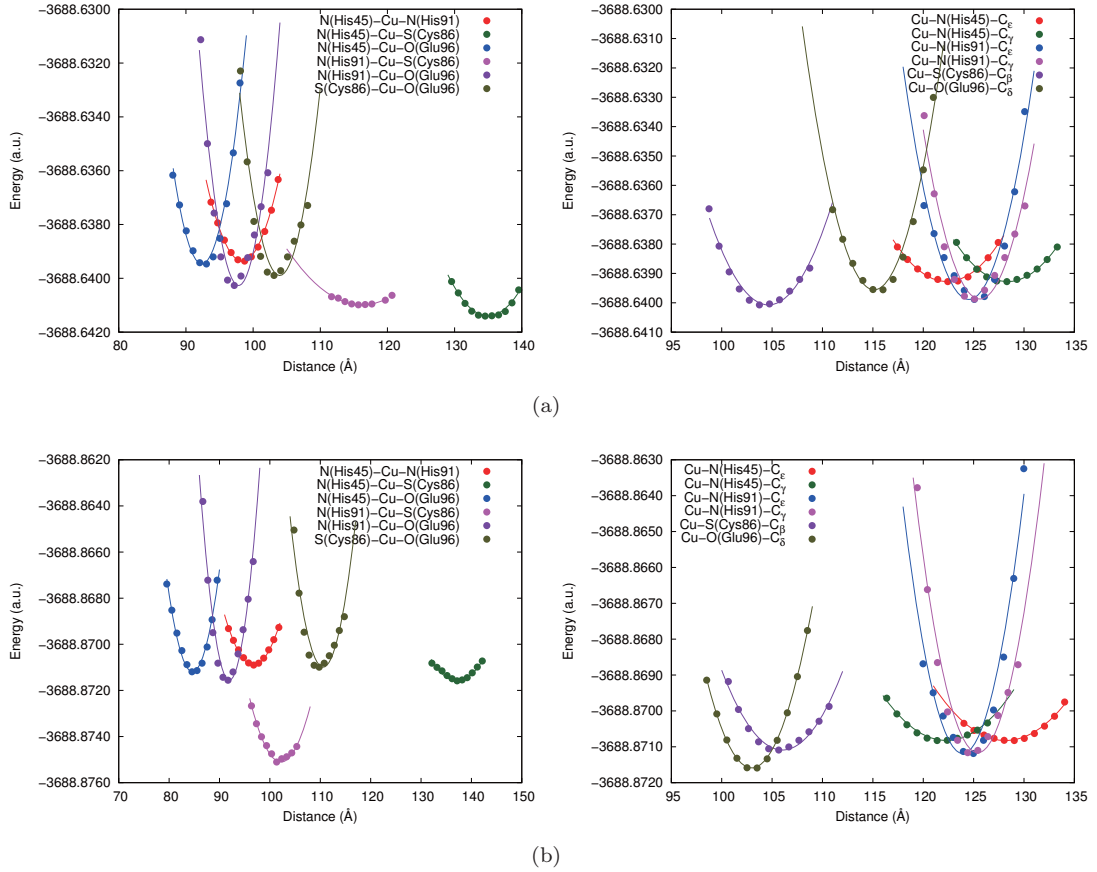 −3688.6300
−3688.6320
−3688.6340
−3688.6360
−3688.6380
−3688.6400
−3688.6420
Energy (a.u.)
80 90 100 110 120 130 140
Distance (Å)
N(His45)−Cu−N(His91)
N(His45)−Cu−S(Cys86)
N(His45)−Cu−O(Glu96)
N(His91)−Cu−S(Cys86)
N(His91)−Cu−O(Glu96)
S(Cys86)−Cu−O(Glu96)
−3688.6300
−3688.6310
−3688.6320
−3688.6330
−3688.6340
−3688.6350
−3688.6360
−3688.6370
−3688.6380
−3688.6390
−3688.6400
−3688.6410
Energy (a.u.)
95 100 105 110 115 120 125 130 135
Distance (Å)
Cu−N(His45)−Cε
Cu−N(His45)−Cγ
Cu−N(His91)−Cε
Cu−N(His91)−Cγ
Cu−S(Cys86)−Cβ
Cu−O(Glu96)−Cδ
(a)
−3688.8620
−3688.8640
−3688.8660
−3688.8680
−3688.8700
−3688.8720
−3688.8740
−3688.8760
Energy (a.u.)
70 80 90 100 110 120 130 140 150
Distance (Å)
N(His45)−Cu−N(His91)
N(His45)−Cu−S(Cys86)
N(His45)−Cu−O(Glu96)
N(His91)−Cu−S(Cys86)
N(His91)−Cu−O(Glu96)
S(Cys86)−Cu−O(Glu96)
−3688.8630
−3688.8640
−3688.8650
−3688.8660
−3688.8670
−3688.8680
−3688.8690
−3688.8700
−3688.8710
−3688.8720
Energy (a.u.)
95 100 105 110 115 120 125 130 135
Distance (Å)
Cu−N(His45)−Cε
Cu−N(His45)−Cγ
Cu−N(His91)−Cε
Cu−N(His91)−Cγ
Cu−S(Cys86)−Cβ
Cu−O(Glu96)−Cδ
(b)